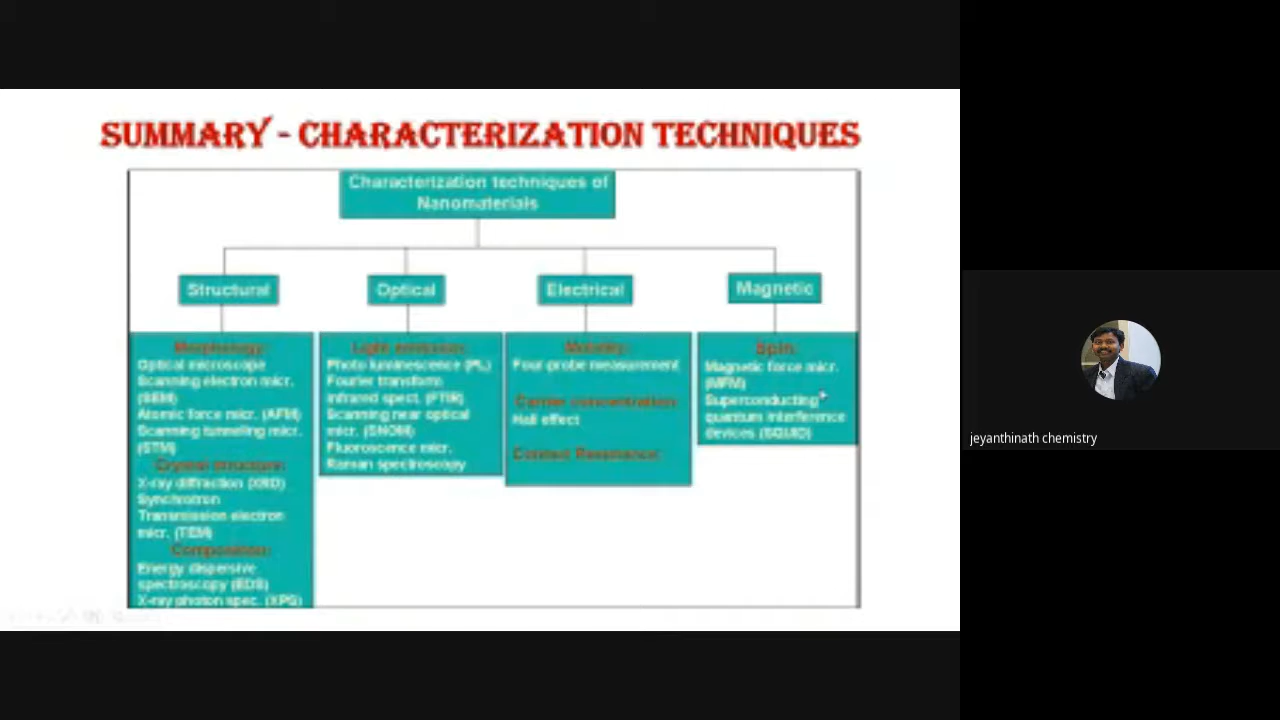 SUMMARY - CHARACTERIZATION TECHNIQUES
Characterization techniques of
Nanomaterials
Structural
Optical
Electrical
Magnetic
Morphology:
Optical microscope
Scanning electron micr.
(SEM)
Atomic force micr. (AFM)
Scanning tunneling micr.
(STM)
Crystal structure:
X-ray diffraction (XRD)
Synchrotron
Transmission electron
micr. (TEM)
Composition:
Energy dispersive
spectroscopy (EDS)
X-ray photon spec. (XPS)
Light emission:
Photo luminescence (PL)
Fourier transform
infrared spect. (FTIR)
Scanning near optical
micr. (SNOM)
Fluoroscence micr.
Raman spectroscopy
Mobility:
Four-probe measurement
Carrier concentration:
Hall effect
Contact Resistance:
Spin:
Magnetic force micr.
(MFM)
Superconducting
quantum interference
devices (SQUID)
jeyanthinath chemistry